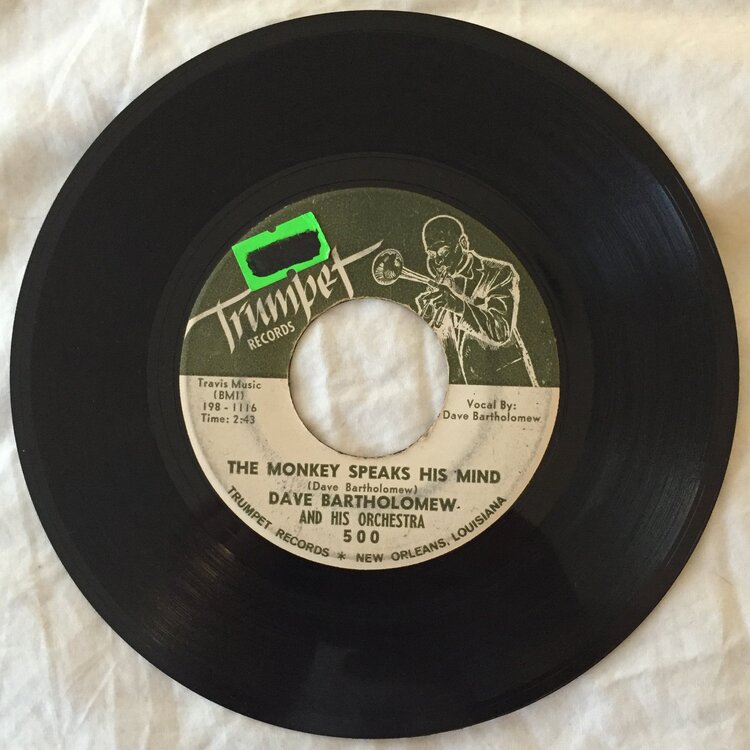 Trumpet
RECORDS
Travis Music
(BMI)
198 - 1116
Time: 2:43
Vocal By:
Dave Bartholomew
THE MONKEY SPEAKS HIS MIND
(Dave Bartholomew)
DAVE BARTHOLOMEW
AND HIS ORCHESTRA
500
TRUMPET RECORDS * NEW ORLEANS, LOUISIANA